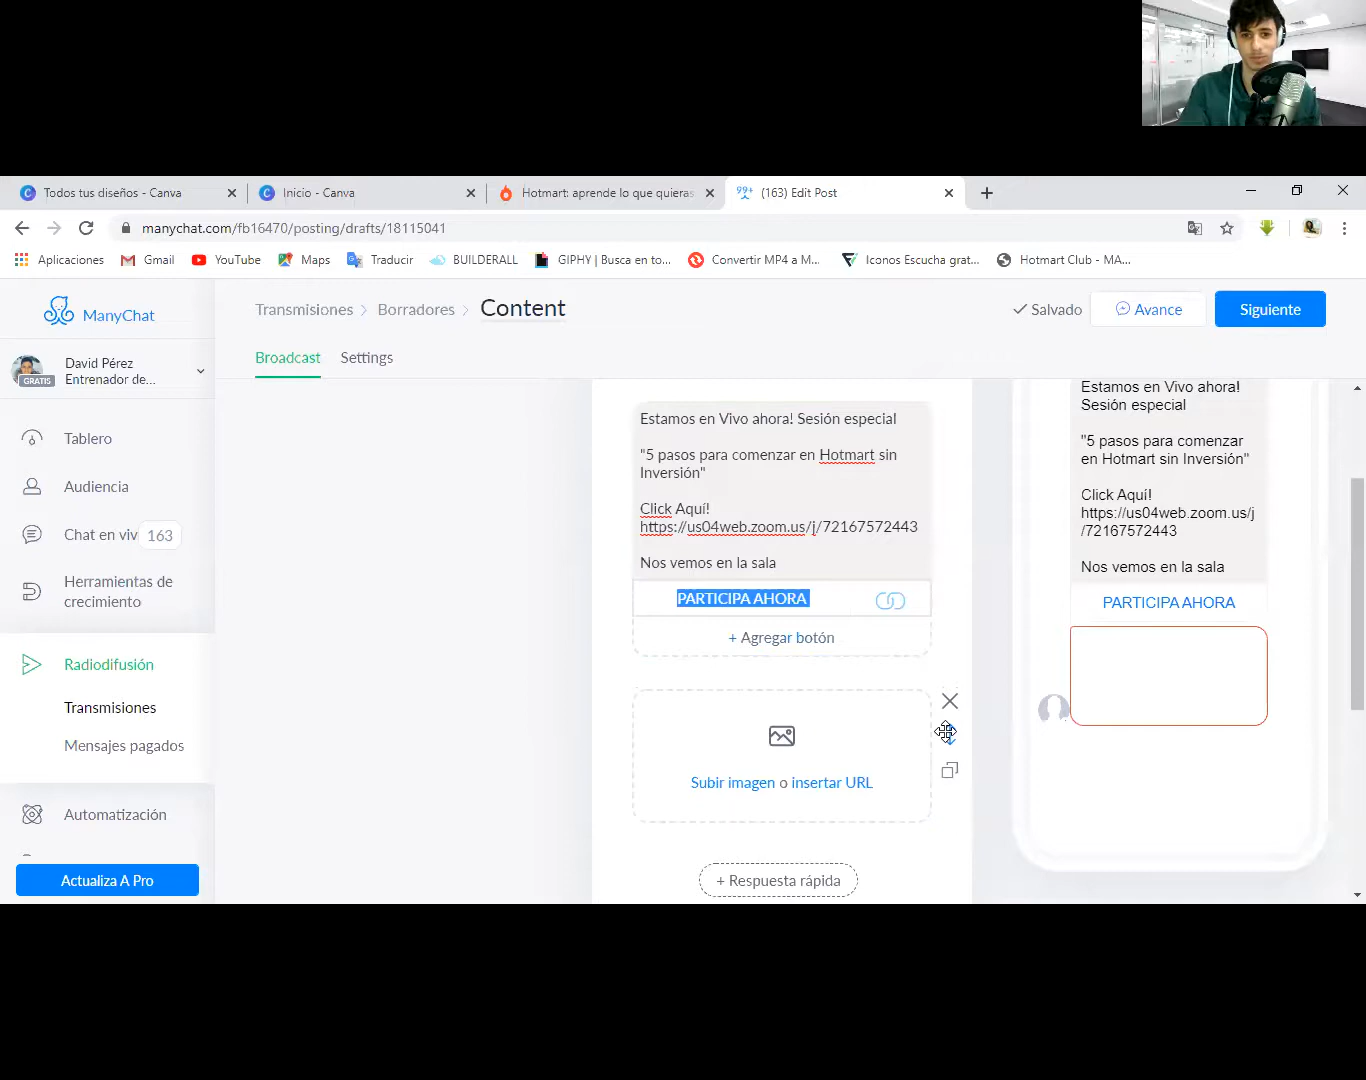 Todos tus diseños - Canva
Inicio - Canva
Hotmart: aprende lo que quieras
99+ (163) Edit Post
manychat.com/fb16470/posting/drafts/18115041
Aplicaciones
Gmail
YouTube
Maps
Traducir
BUILDERALL
GIPHY | Busca en to...
Convertir MP4 a M...
Iconos Escucha grat...
Hotmart Club - MA...
ManyChat
Transmisiones
Borradores
Content
Salvado
Avance
Siguiente
David Pérez
Entrenador de...
GRATIS
Broadcast
Settings
Tablero
Audiencia
Chat en viv
163
Herramientas de
crecimiento
Radiodifusión
Transmisiones
Mensajes pagados
Automatización
Actualiza A Pro
Estamos en Vivo ahora! Sesión especial
"5 pasos para comenzar en Hotmart sin
Inversión"
Click Aquí!
https://us04web.zoom.us/j/72167572443
Nos vemos en la sala
PARTICIPA AHORA
+ Agregar botón
Subir imagen o insertar URL
+ Respuesta rápida
Estamos en Vivo ahora!
Sesión especial
"5 pasos para comenzar
en Hotmart sin Inversión"
Click Aquí!
https://us04web.zoom.us/j
/72167572443
Nos vemos en la sala
PARTICIPA AHORA